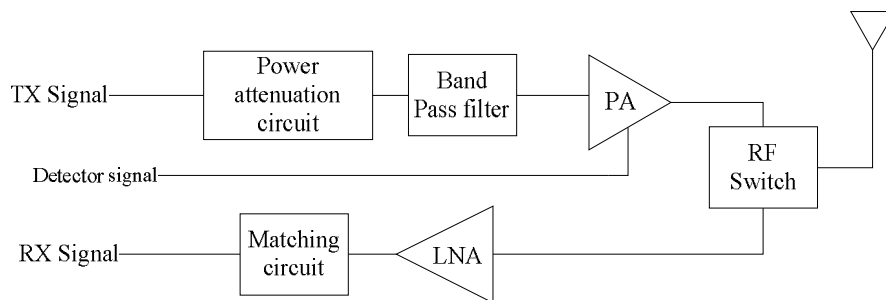 TX Signal
Power
attenuation
circuit
Band
Pass filter
PA
RF
Switch
Detector signal
RX Signal
Matching
circuit
LNA